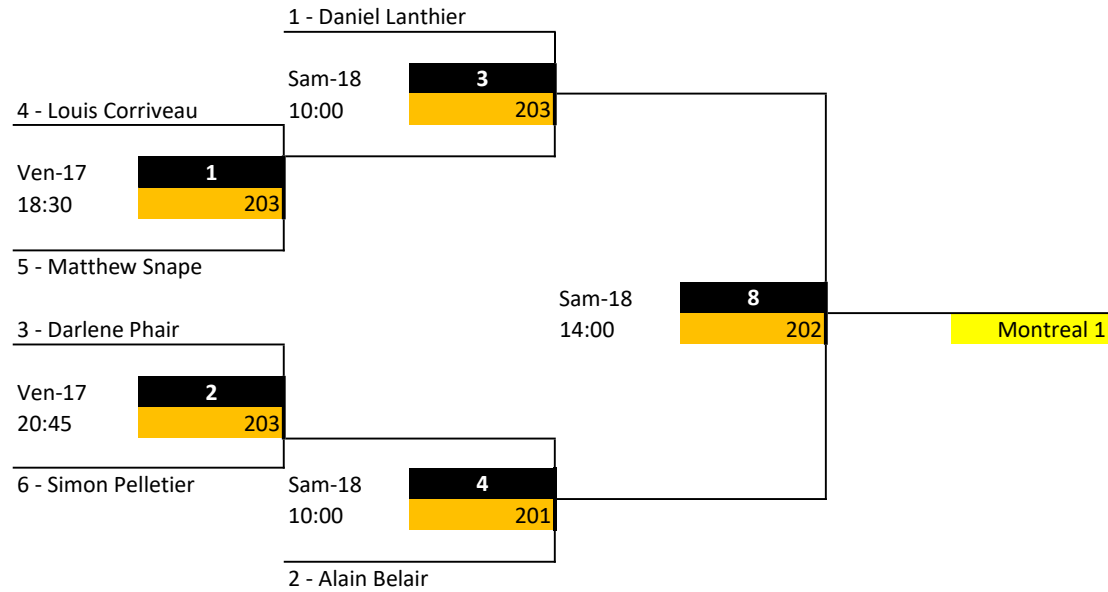 1 - Daniel Lanthier
Sam-18 3
4 - Louis Corriveau 10:00 203
Ven-17 1
18:30 203
5 - Matthew Snape
Sam-18 8
3 - Darlene Phair 14:00 202 Montreal 1
Ven-17 2
20:45 203
6 - Simon Pelletier Sam-18 4
10:00 201
2 - Alain Belair